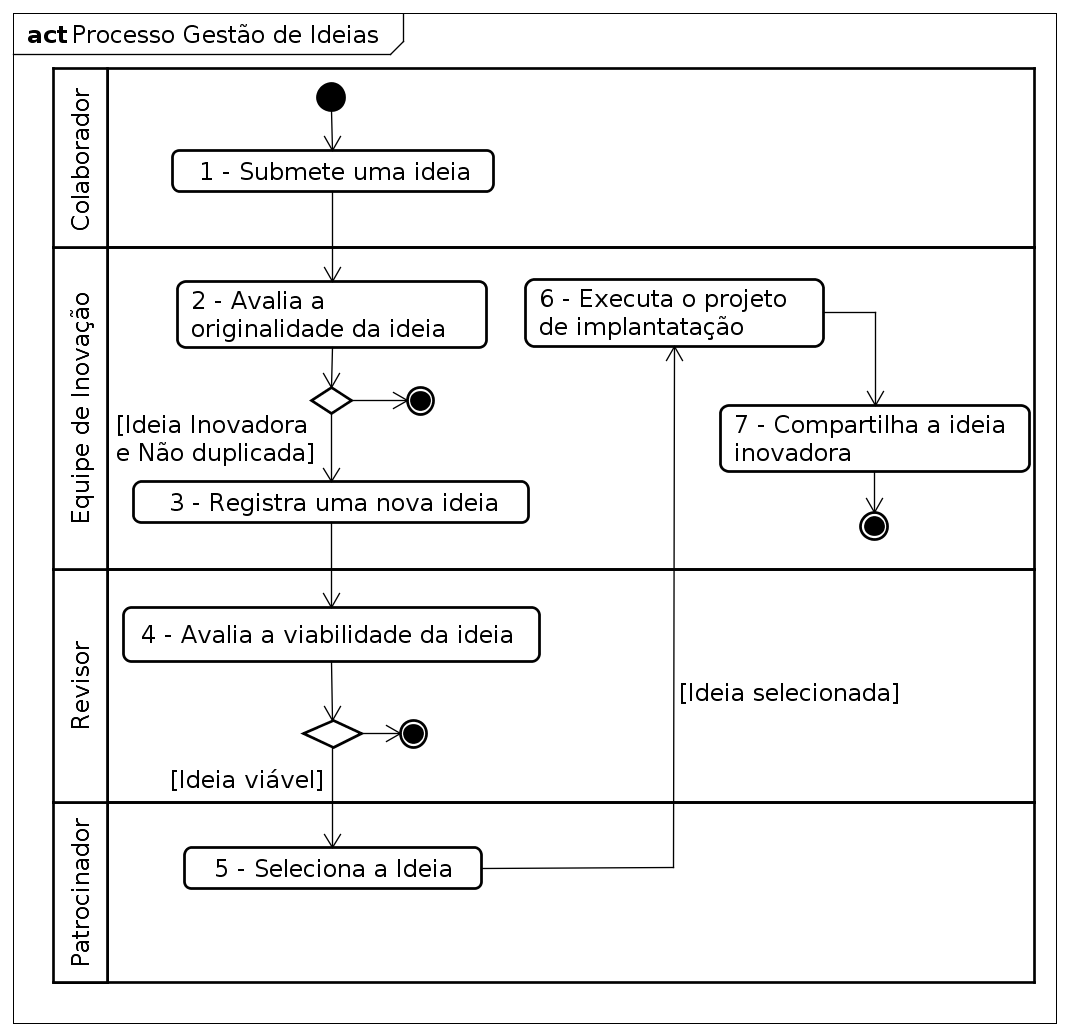 act Processo Gestão de Ideias
Colaborador
1 - Submete uma ideia
Equipe de Inovação
2 - Avalia a
originalidade da ideia
[Ideia Inovadora
e Não duplicada]
3 - Registra uma nova ideia
6 - Executa o projeto
de implantatação
7 - Compartilha a ideia
inovadora
Revisor
4 - Avalia a viabilidade da ideia
[Ideia viável]
[Ideia selecionada]
Patrocinador
5 - Seleciona a Ideia